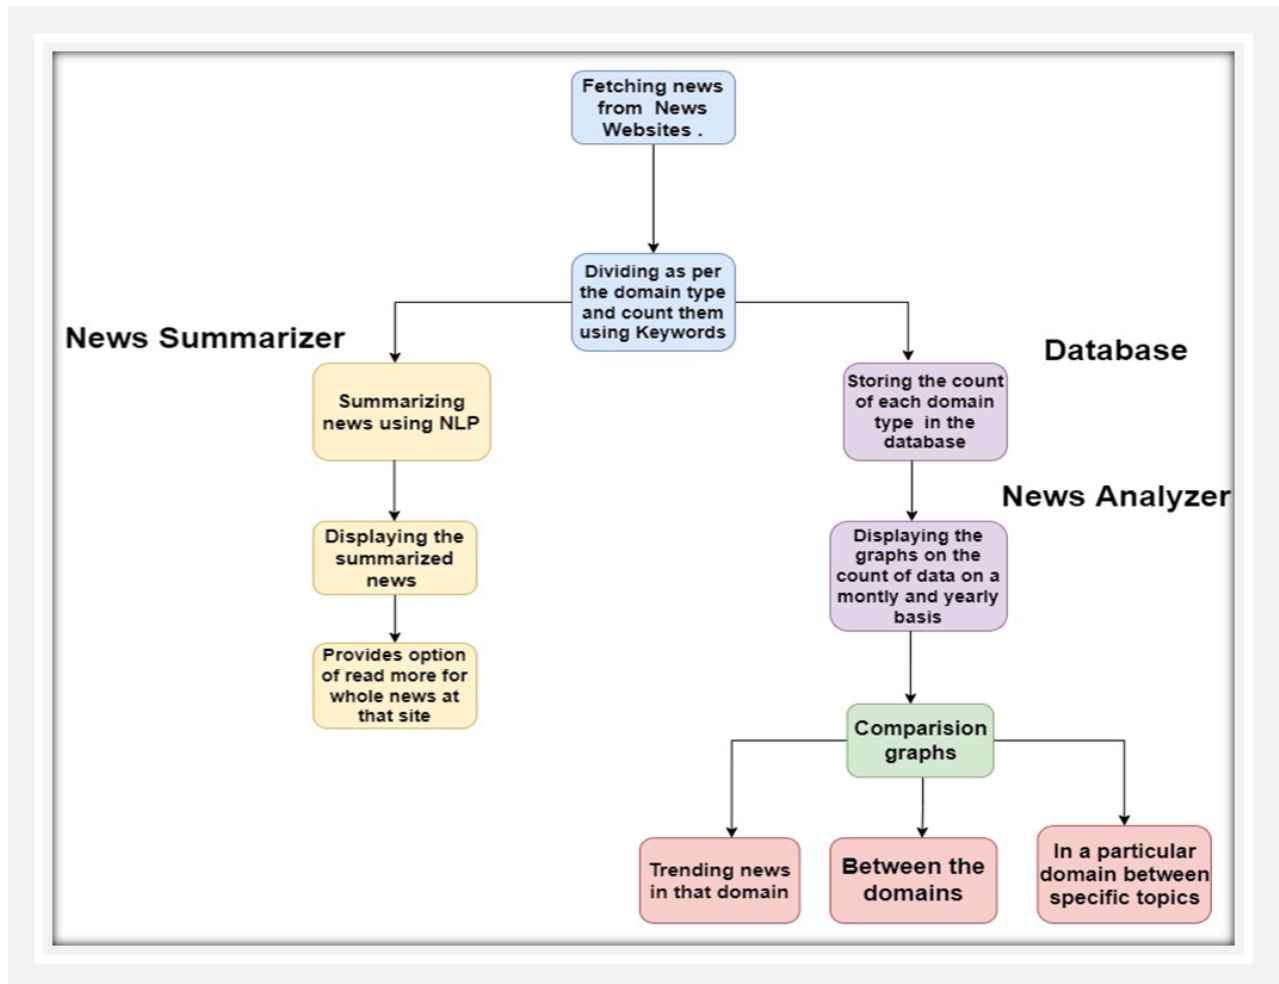 Fetching news
from News
Websites .
Dividing as per
the domain type
and count them
using Keywords
News Summarizer
Database
Summarizing
news using NLP
Storing the count
of each domain
type in the
database
News Analyzer
Displaying the
summarized
news
Displaying the
graphs on the
count of data on a
montly and yearly
basis
Provides option
of read more for
whole news at
that site
Comparision
graphs
Trending news
in that domain
Between the
domains
In a particular
domain between
specific topics